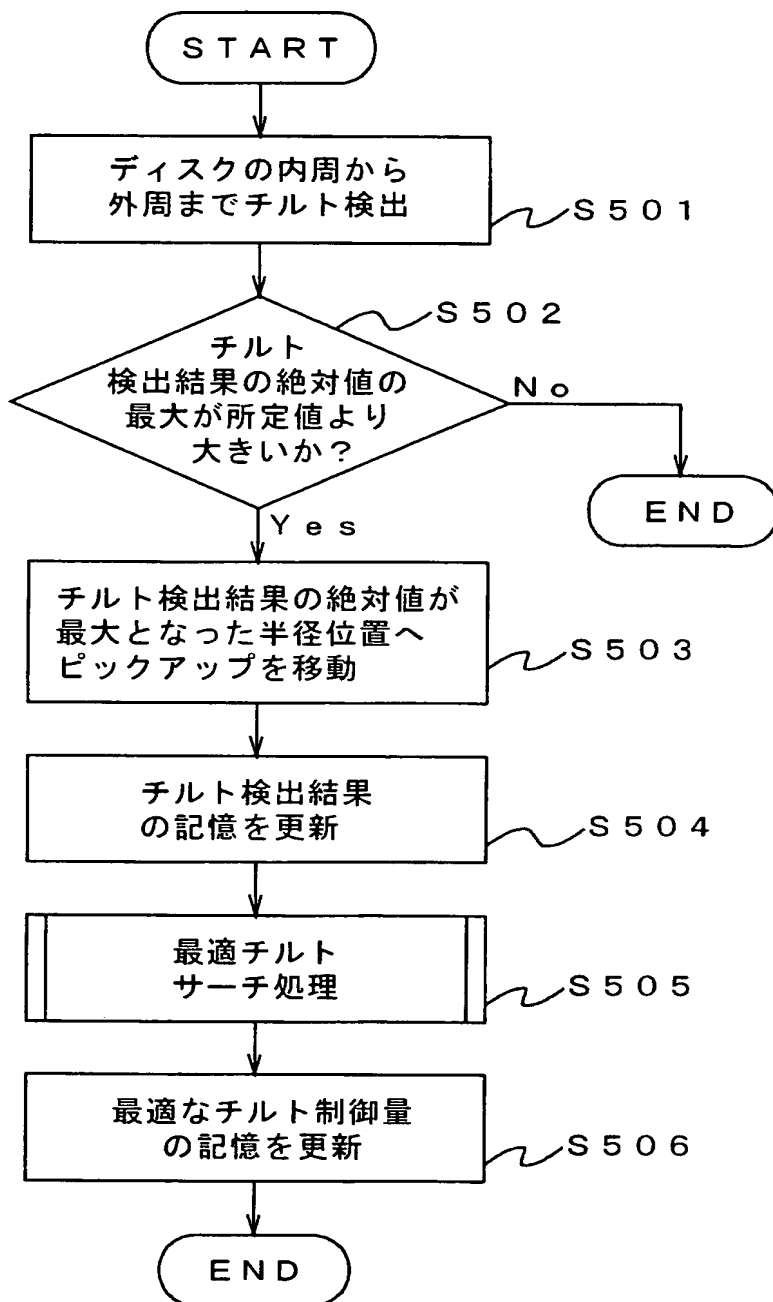 START
ディスクの内周から
外周までチルト検出
S501
S502
チルト
検出結果の絶対値の
最大が所定値より
大きいか？
No
END
Yes
チルト検出結果の絶対値が
最大となった半径位置へ
ピックアップを移動
S503
チルト検出結果
の記憶を更新
S504
最適チルト
サーチ処理
S505
最適なチルト制御量
の記憶を更新
S506
END